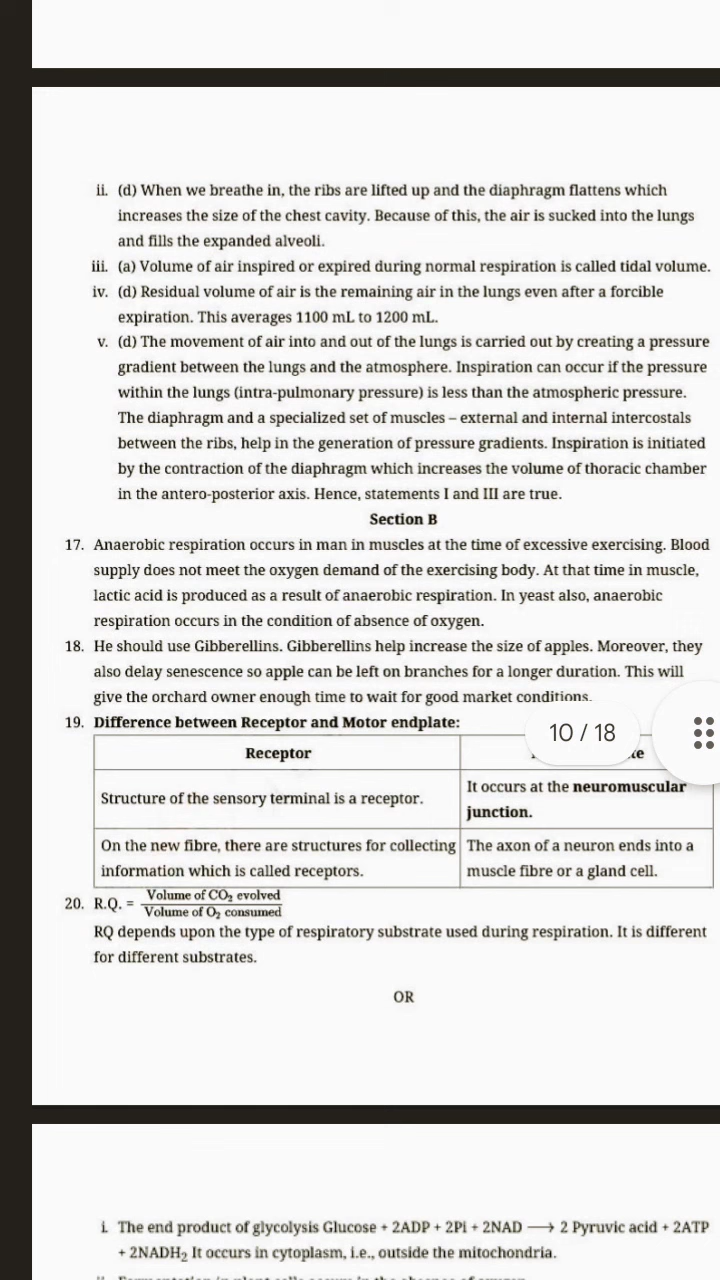 ii. (d) When we breathe in, the ribs are lifted up and the diaphragm flattens which
increases the size of the chest cavity. Because of this, the air is sucked into the lungs
and fills the expanded alveoli.
iii. (a) Volume of air inspired or expired during normal respiration is called tidal volume.
iv. (d) Residual volume of air is the remaining air in the lungs even after a forcible
expiration. This averages 1100 mL to 1200 mL.
v. (d) The movement of air into and out of the lungs is carried out by creating a pressure
gradient between the lungs and the atmosphere. Inspiration can occur if the pressure
within the lungs (intra-pulmonary pressure) is less than the atmospheric pressure.
The diaphragm and a specialized set of muscles – external and internal intercostals
between the ribs, help in the generation of pressure gradients. Inspiration is initiated
by the contraction of the diaphragm which increases the volume of thoracic chamber
in the antero-posterior axis. Hence, statements I and III are true.
Section B
17. Anaerobic respiration occurs in man in muscles at the time of excessive exercising. Blood
supply does not meet the oxygen demand of the exercising body. At that time in muscle,
lactic acid is produced as a result of anaerobic respiration. In yeast also, anaerobic
respiration occurs in the condition of absence of oxygen.
18. He should use Gibberellins. Gibberellins help increase the size of apples. Moreover, they
also delay senescence so apple can be left on branches for a longer duration. This will
give the orchard owner enough time to wait for good market conditions.
19. Difference between Receptor and Motor endplate:
10 / 18
Receptor
Structure of the sensory terminal is a receptor.
It occurs at the neuromuscular
junction.
On the new fibre, there are structures for collecting
information which is called receptors.
The axon of a neuron ends into a
muscle fibre or a gland cell.
20. R.Q. = Volume of CO₂ evolved
Volume of O₂ consumed
RQ depends upon the type of respiratory substrate used during respiration. It is different
for different substrates.
OR
i. The end product of glycolysis Glucose + 2ADP + 2Pi + 2NAD ⟶ 2 Pyruvic acid + 2ATP
+ 2NADH₂ It occurs in cytoplasm, i.e., outside the mitochondria.